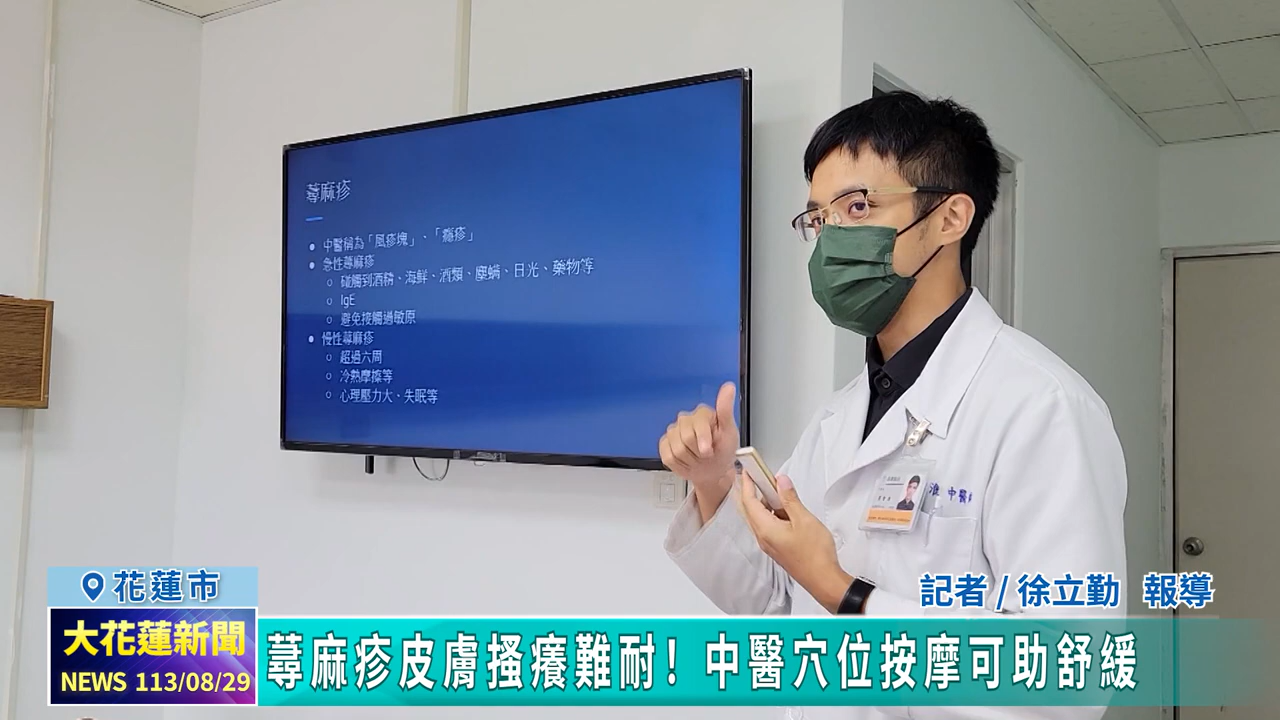 蕁麻疹
● 中醫稱為「風疹塊」、「癮疹」
● 急性蕁麻疹
○ 碰觸到酒精、海鮮、酒類、塵蟎、日光、藥物等
○ IgE
○ 避免接觸過敏原
● 慢性蕁麻疹
○ 超過六周
○ 冷熱摩擦等
○ 心理壓力大、失眠等
中醫
花蓮市
記者/徐立勤 報導
大花蓮新聞
NEWS 113/08/29
蕁麻疹皮膚搔癢難耐！中醫穴位按摩可助舒緩